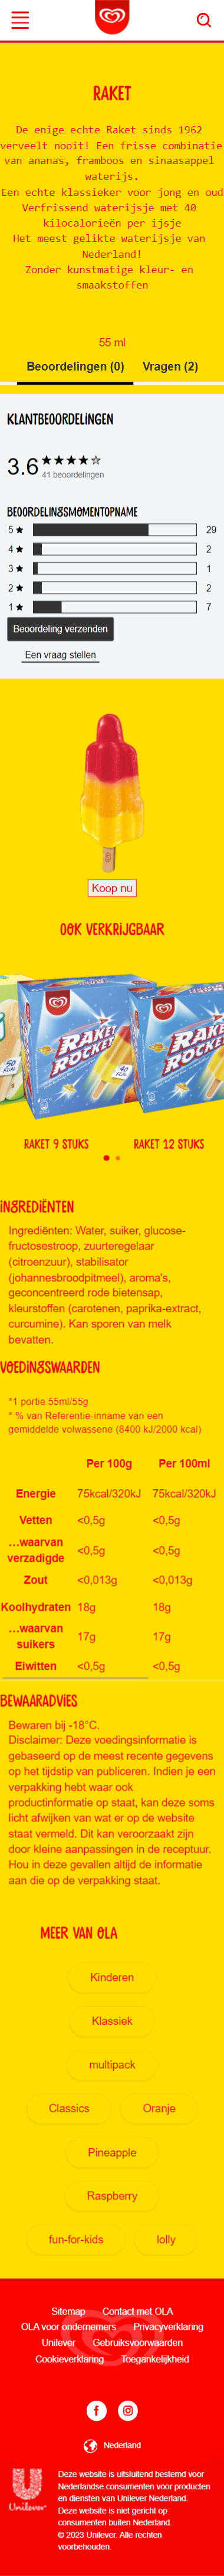 RAKET
De enige echte Raket sinds 1962
verveelt nooit! Een frisse combinatie
van ananas, framboos en sinaasappel
waterijs.
Een echte klassieker voor jong en oud
Verfrissend waterijsje met 40
kilocalorieën per ijsje
Het meest gelikte waterijsje van
Nederland!
Zonder kunstmatige kleur- en
smaakstoffen
55 ml
Beoordelingen (0) Vragen (2)
KLANTBEOORDELINGEN
3.6 ★★★★☆
41 beoordelingen
BEOORDELINGSMOMENTOPNAME
5★ 29
4★ 2
3★ 1
2★ 2
1★ 7
Beoordeling verzenden
Een vraag stellen
Koop nu
OOK VERKRIJGBAAR
RAKET
ROCKET
RAKET
ROCKET
RAKET 9 STUKS RAKET 12 STUKS
INGREDIËNTEN
Ingrediënten: Water, suiker, glucose-
fructosestroop, zuurteregelaar
(citroenzuur), stabilisator
(johannesbroodpitmeel), aroma's,
geconcentreerd rode bietensap,
kleurstoffen (carotenen, paprika-extract,
curcumine). Kan sporen van melk
bevatten.
VOEDINGSWAARDEN
*1 portie 55ml/55g
* % van Referentie-inname van een
gemiddelde volwassene (8400 kJ/2000 kcal)
Per 100g Per 100ml
Energie 75kcal/320kJ 75kcal/320kJ
Vetten <0,5g <0,5g
...waarvan
verzadigde <0,5g <0,5g
Zout <0,013g <0,013g
Koolhydraten 18g 18g
...waarvan
suikers 17g 17g
Eiwitten <0,5g <0,5g
BEWAARADVIES
Bewaren bij -18°C.
Disclaimer: Deze voedingsinformatie is
gebaseerd op de meest recente gegevens
op het tijdstip van publiceren. Indien je een
verpakking hebt waar ook
productinformatie op staat, kan deze soms
licht afwijken van wat er op de website
staat vermeld. Dit kan veroorzaakt zijn
door kleine aanpassingen in de receptuur.
Hou in deze gevallen altijd de informatie
aan die op de verpakking staat.
MEER VAN OLA
Kinderen
Klassiek
multipack
Classics Oranje
Pineapple
Raspberry
fun-for-kids lolly
Sitemap Contact met OLA
OLA voor ondernemers Privacyverklaring
Unilever Gebruiksvoorwaarden
Cookieverklaring Toegankelijkheid
Nederland
Unilever
Deze website is uitsluitend bestemd voor
Nederlandse consumenten voor producten
en diensten van Unilever Nederland.
Deze website is niet gericht op
consumenten buiten Nederland.
© 2023 Unilever. Alle rechten
voorbehouden.